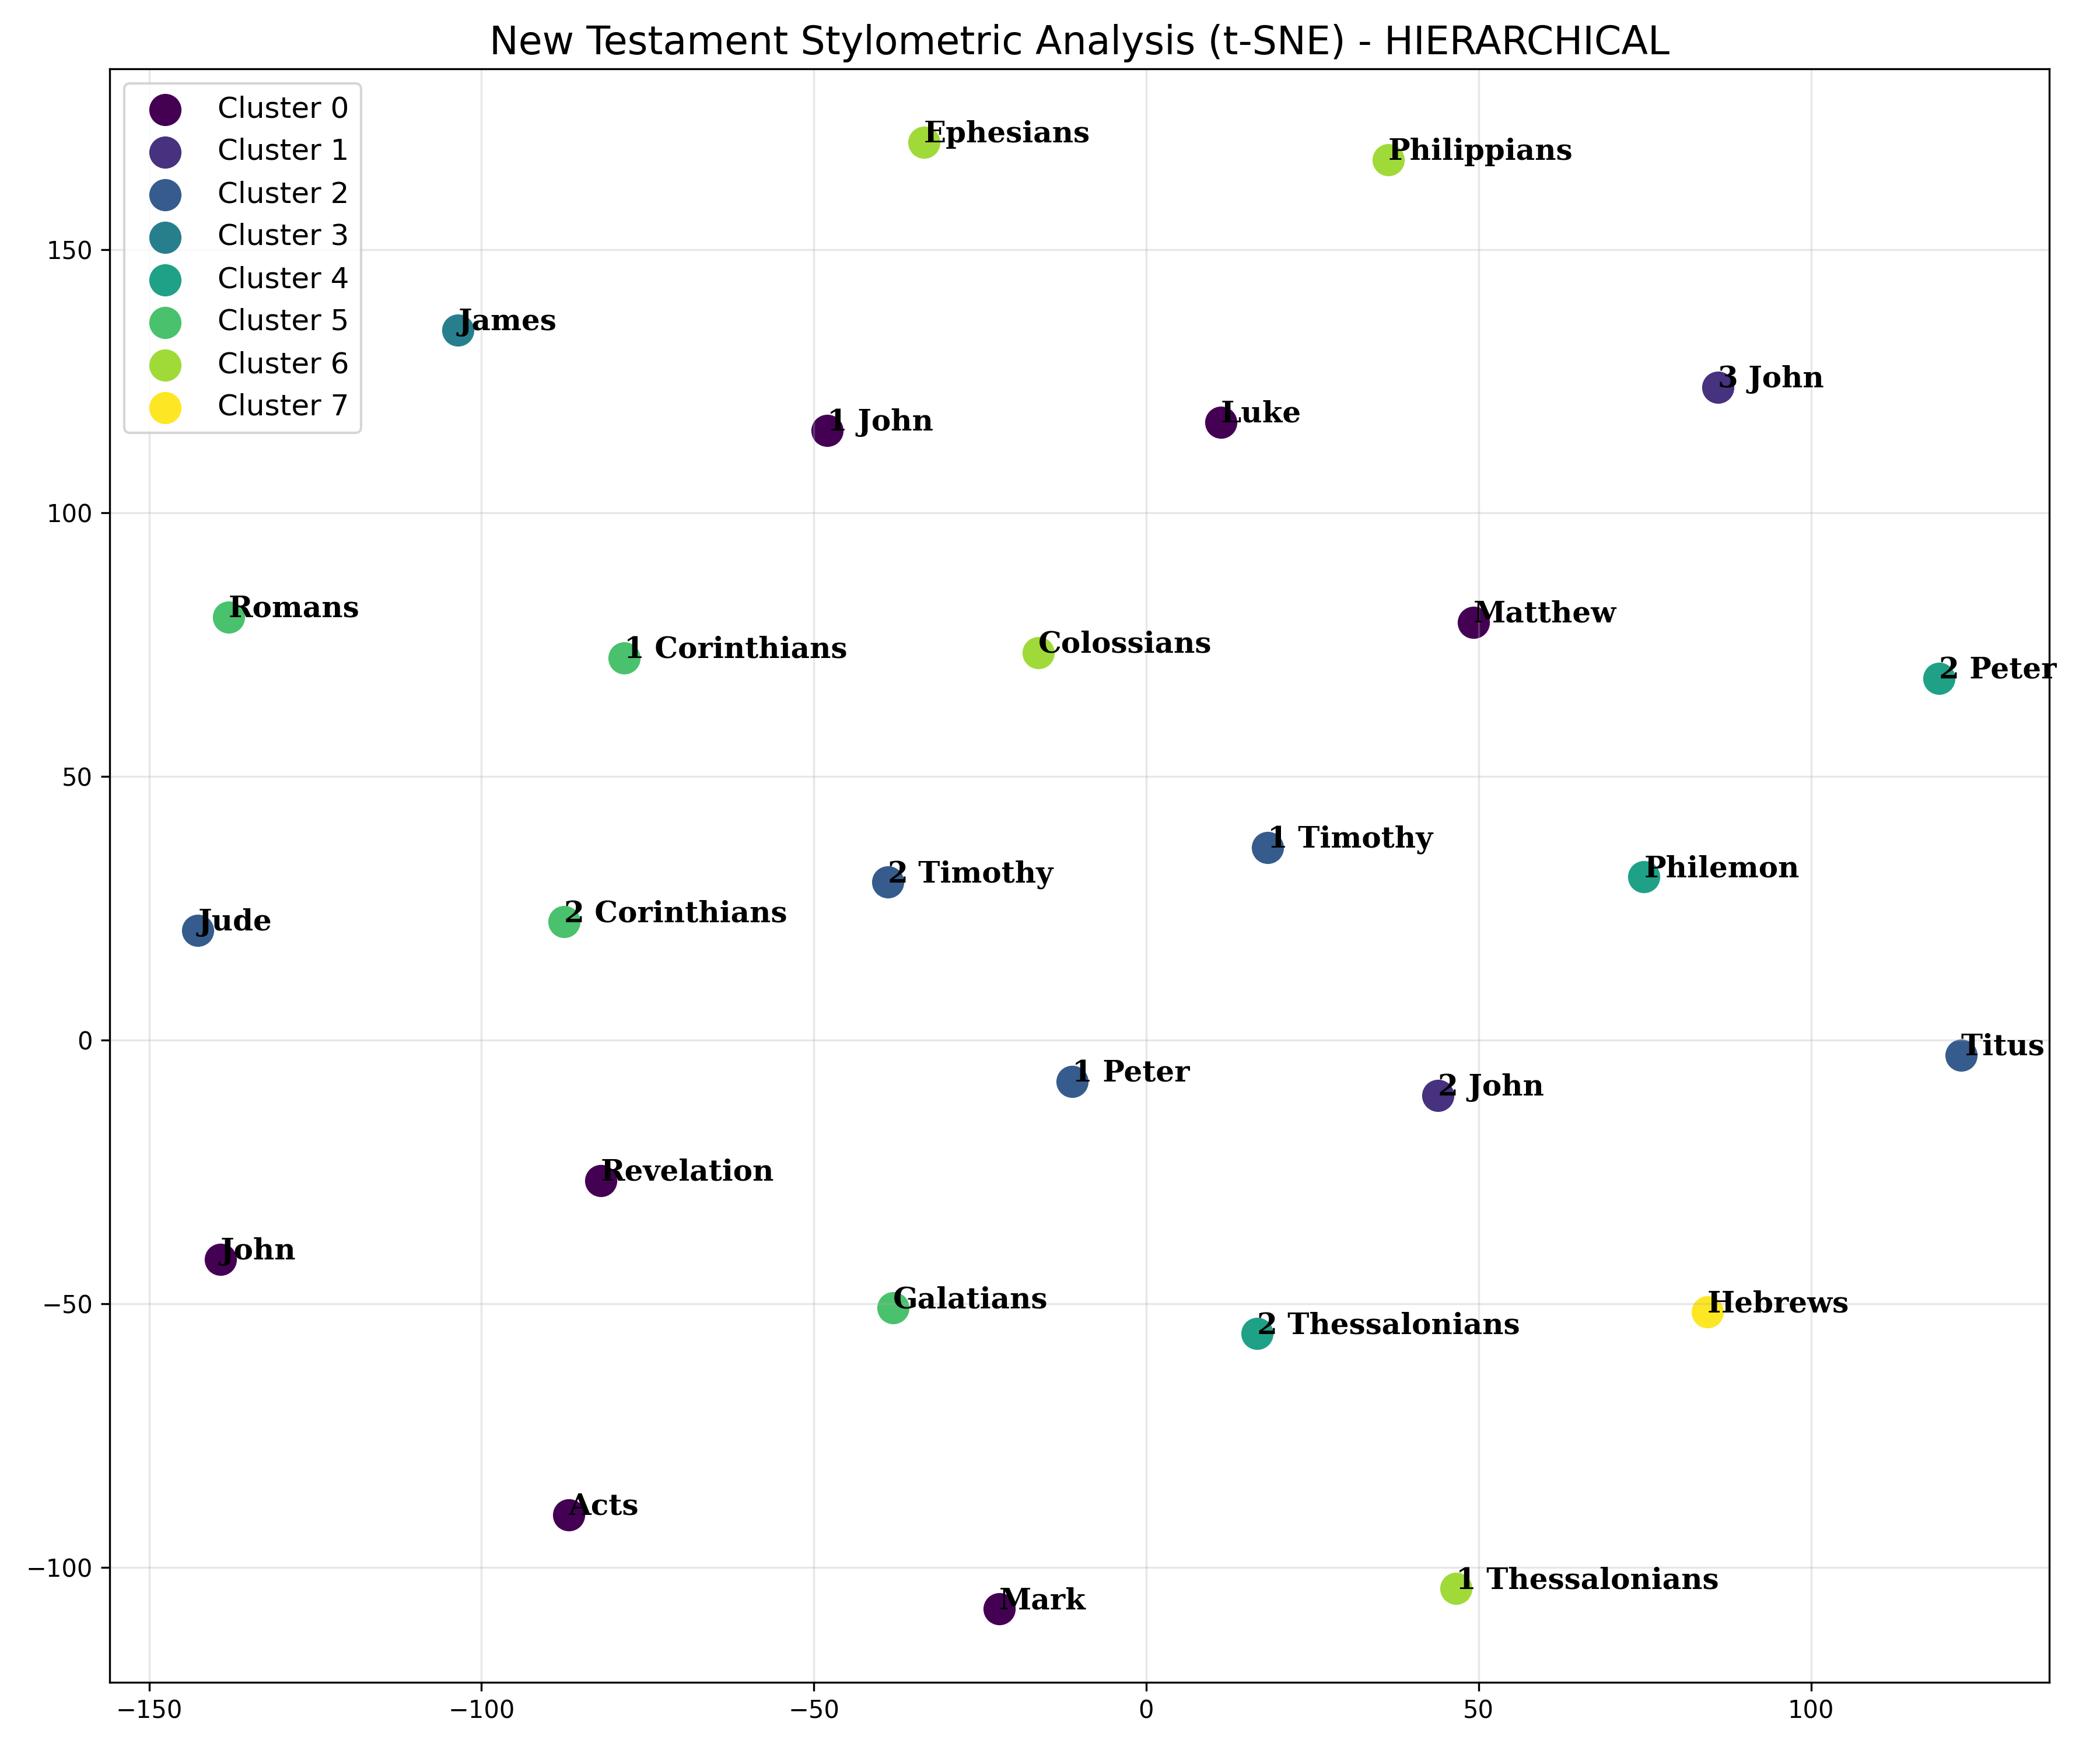 New Testament Stylometric Analysis (t-SNE) - HIERARCHICAL
Cluster 0
Cluster 1
Cluster 2
Cluster 3
Cluster 4
Cluster 5
Cluster 6
Cluster 7
Ephesians
Philippians
James
3 John
1 John
Luke
Romans
Matthew
1 Corinthians
Colossians
2 Peter
1 Timothy
2 Timothy
Philemon
Jude
2 Corinthians
Titus
1 Peter
2 John
Revelation
John
Galatians
Hebrews
2 Thessalonians
Acts
Mark
1 Thessalonians
150
100
50
0
−50
−100
−150
−100
−50
0
50
100